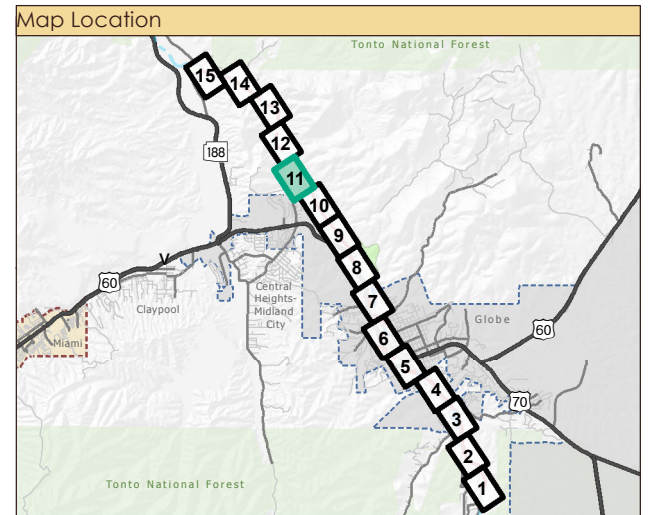 Map Location
Tonto National Forest
15
14
13
12
188
11
10
9
8
60
Central
Heights-
Midland
City
Claypool
7
Globe
60
Miami
6
5
4
70
3
2
Tonto National Forest
1